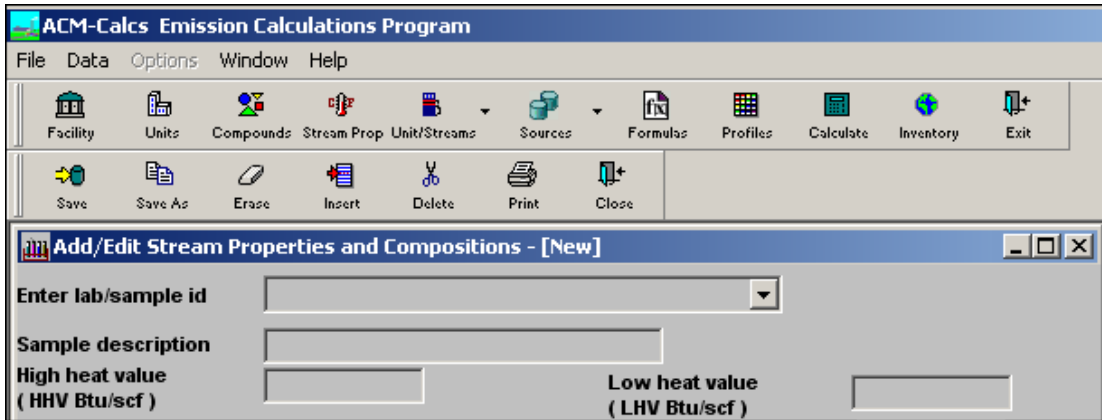 ACM-Calcs Emission Calculations Program
File Data Options Window Help
Facility Units Compounds Stream Prop Unit/Streams Sources Formulas Profiles Calculate Inventory Exit
Save Save As Erase Insert Delete Print Close
Add/Edit Stream Properties and Compositions - [New]
Enter lab/sample id
Sample description
High heat value
( HHV Btu/scf )
Low heat value
( LHV Btu/scf )